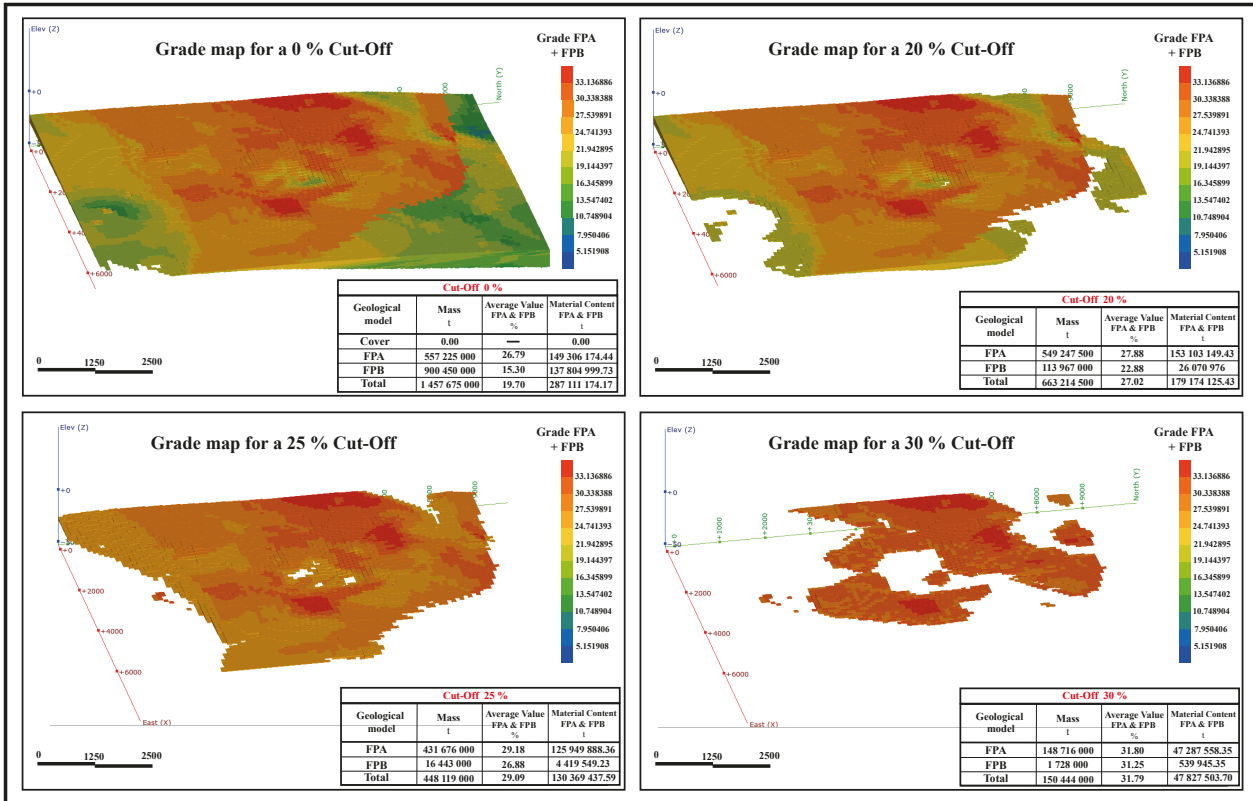 Elev (Z)
Grade map for a 0 % Cut-Off
Grade FPA
+ FPB
33.136886
30.338388
27.539891
24.741393
21.942895
19.144397
16.345899
13.547402
10.748904
7.950406
5.151908
North (Y)
+0
+0
+6000
0
1250
2500
Cut-Off 0 %
Geological model Mass t Average Value FPA & FPB % Material Content FPA & FPB t
Cover 0.00 — 0.00
FPA 557 225 000 26.79 149 306 174.44
FPB 900 450 000 15.30 137 804 999.73
Total 1 457 675 000 19.70 287 111 174.17
Elev (Z)
Grade map for a 20 % Cut-Off
Grade FPA
+ FPB
33.136886
30.338388
27.539891
24.741393
21.942895
19.144397
16.345899
13.547402
10.748904
7.950406
5.151908
North (Y)
+0
+0
+6000
0
1250
2500
Cut-Off 20 %
Geological model Mass t Average Value FPA & FPB % Material Content FPA & FPB t
FPA 549 247 500 27.88 153 103 149.43
FPB 113 967 000 22.88 26 070 976
Total 663 214 500 27.02 179 174 125.43
Elev (Z)
Grade map for a 25 % Cut-Off
Grade FPA
+ FPB
33.136886
30.338388
27.539891
24.741393
21.942895
19.144397
16.345899
13.547402
10.748904
7.950406
5.151908
+0
+0
+2000
+4000
+6000
East (X)
0
1250
2500
Cut-Off 25 %
Geological model Mass t Average Value FPA & FPB % Material Content FPA & FPB t
FPA 431 676 000 29.18 125 949 888.36
FPB 16 443 000 26.88 4 419 549.23
Total 448 119 000 29.09 130 369 437.59
Elev (Z)
Grade map for a 30 % Cut-Off
Grade FPA
+ FPB
33.136886
30.338388
27.539891
24.741393
21.942895
19.144397
16.345899
13.547402
10.748904
7.950406
5.151908
North (Y)
+0
+1000
+2000
+8000
+9000
+0
+2000
+4000
+6000
East (X)
0
1250
2500
Cut-Off 30 %
Geological model Mass t Average Value FPA & FPB % Material Content FPA & FPB t
FPA 148 716 000 31.80 47 287 558.35
FPB 1 728 000 31.25 539 945.35
Total 150 444 000 31.79 47 827 503.70